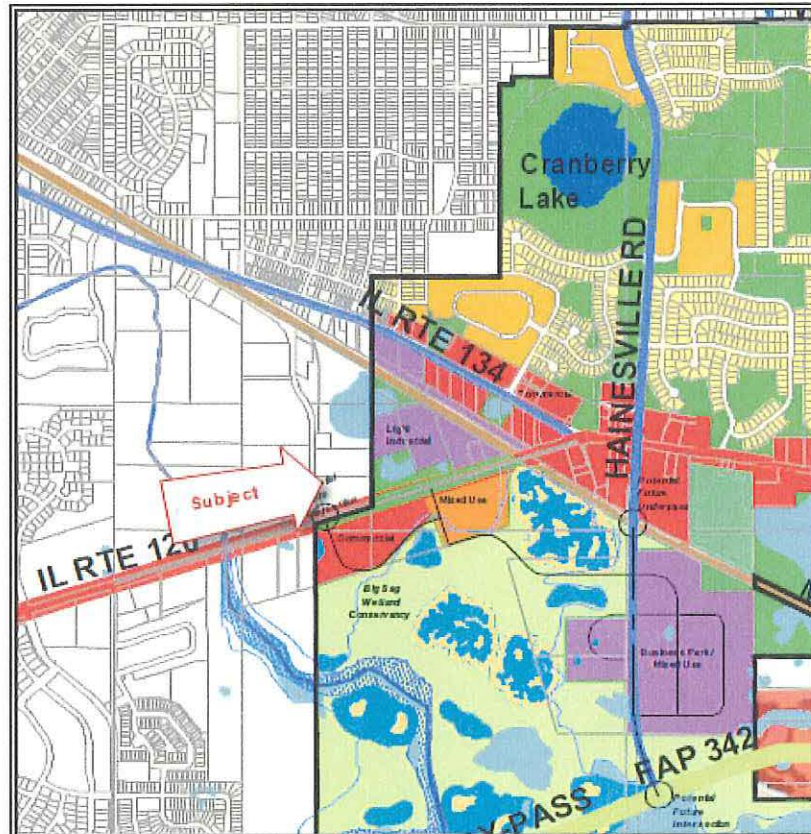 Cranberry
Lake
HAINESVILLE RD
IL RTE 134
Light
Industrial
Subject
Mixed Use
Potential
Future
Underpass
IL RTE 120
Commercial
Big Sag
Wetland
Conservancy
Business Park/
Mixed Use
FAP 342
Y-PASS
Potential
Future
Intersection